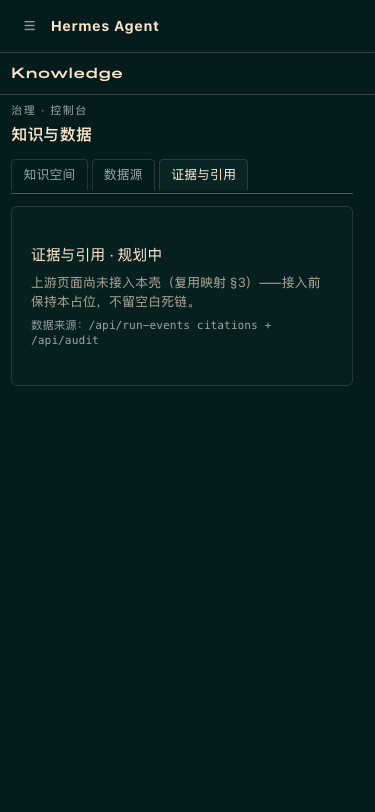 ☰ Hermes Agent
Knowledge
治理 · 控制台
知识与数据
知识空间 数据源 证据与引用
证据与引用 · 规划中
上游页面尚未接入本壳（复用映射 §3）——接入前
保持本占位，不留空白死链。
数据来源: /api/run-events citations +
/api/audit